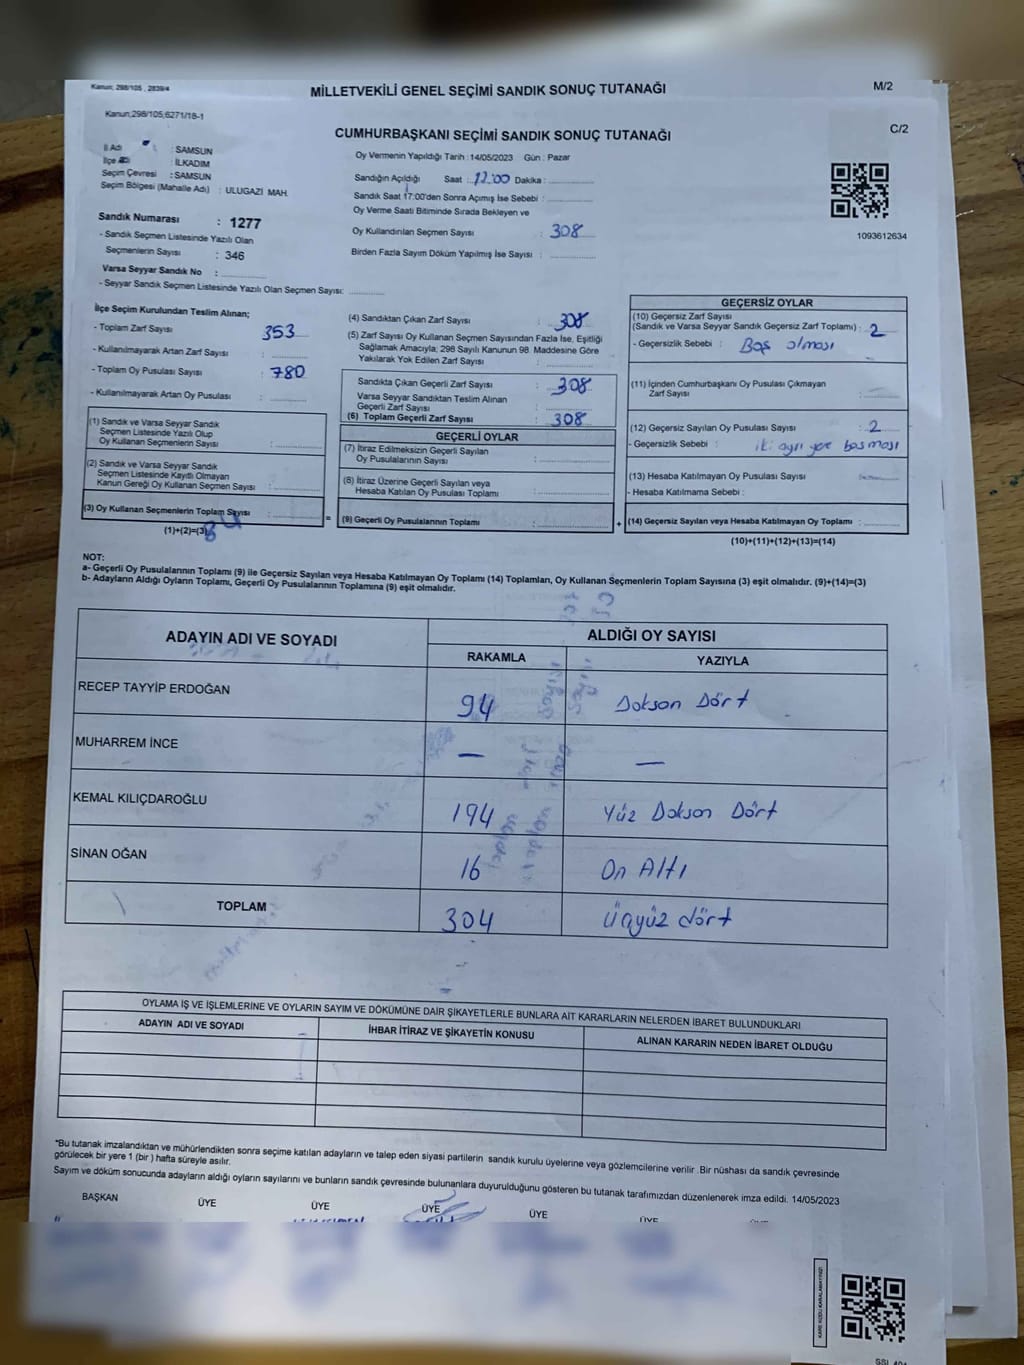 Kanun; 298/105, 2839/4
MİLLETVEKİLİ GENEL SEÇİMİ SANDIK SONUÇ TUTANAĞI
M/2
Kanun;298/105;6271/18-1
CUMHURBAŞKANI SEÇİMİ SANDIK SONUÇ TUTANAĞI
C/2
İl Adı : SAMSUN
İlçe Adı : İLKADIM
Seçim Çevresi : SAMSUN
Seçim Bölgesi (Mahalle Adı) : ULUGAZİ MAH.
Oy Vermenin Yapıldığı Tarih : 14/05/2023 Gün : Pazar
Sandığın Açıldığı Saat : 17:00 Dakika :
Sandık Saat 17:00'den Sonra Açımış İse Sebebi :
Oy Verme Saati Bitiminde Sırada Bekleyen ve
Oy Kullandırılan Seçmen Sayısı : 308
Birden Fazla Sayım Döküm Yapılmış İse Sayısı :
1093612634
Sandık Numarası : 1277
- Sandık Seçmen Listesinde Yazılı Olan
Seçmenlerin Sayısı : 346
Varsa Seyyar Sandık No :
- Seyyar Sandık Seçmen Listesinde Yazılı Olan Seçmen Sayısı:
İlçe Seçim Kurulundan Teslim Alınan;
- Toplam Zarf Sayısı : 353
- Kullanılmayarak Artan Zarf Sayısı :
- Toplam Oy Pusulası Sayısı : 780
- Kullanılmayarak Artan Oy Pusulası :
(1) Sandık ve Varsa Seyyar Sandık
Seçmen Listesinde Yazılı Olup
Oy Kullanan Seçmenlerin Sayısı :
(2) Sandık ve Varsa Seyyar Sandık
Seçmen Listesinde Kayıtlı Olmayan
Kanun Gereği Oy Kullanan Seçmen Sayısı :
(3) Oy Kullanan Seçmenlerin Toplam Sayısı :
(1)+(2)=(3)
(4) Sandıktan Çıkan Zarf Sayısı : 308
(5) Zarf Sayısı Oy Kullanan Seçmen Sayısından Fazla İse, Eşitliği
Sağlamak Amacıyla; 298 Sayılı Kanunun 98. Maddesine Göre
Yakılarak Yok Edilen Zarf Sayısı :
Sandıkta Çıkan Geçerli Zarf Sayısı : 308
Varsa Seyyar Sandıktan Teslim Alınan
Geçerli Zarf Sayısı :
(6) Toplam Geçerli Zarf Sayısı : 308
GEÇERLİ OYLAR
(7) İtiraz Edilmeksizin Geçerli Sayılan
Oy Pusulalarının Sayısı :
(8) İtiraz Üzerine Geçerli Sayılan veya
Hesaba Katılan Oy Pusulası Toplamı :
= (9) Geçerli Oy Pusulalarının Toplamı :
GEÇERSİZ OYLAR
(10) Geçersiz Zarf Sayısı
(Sandık ve Varsa Seyyar Sandık Geçersiz Zarf Toplamı) : 2
- Geçersizlik Sebebi : Boş olması
(11) İçinden Cumhurbaşkanı Oy Pusulası Çıkmayan
Zarf Sayısı :
(12) Geçersiz Sayılan Oy Pusulası Sayısı : 2
- Geçersizlik Sebebi : iki ayrı yere basması
(13) Hesaba Katılmayan Oy Pusulası Sayısı :
- Hesaba Katılmama Sebebi :
+ (14) Geçersiz Sayılan veya Hesaba Katılmayan Oy Toplamı :
(10)+(11)+(12)+(13)=(14)
NOT:
a- Geçerli Oy Pusulalarının Toplamı (9) ile Geçersiz Sayılan veya Hesaba Katılmayan Oy Toplamı (14) Toplamları, Oy Kullanan Seçmenlerin Toplam Sayısına (3) eşit olmalıdır. (9)+(14)=(3)
b- Adayların Aldığı Oyların Toplamı, Geçerli Oy Pusulalarının Toplamına (9) eşit olmalıdır.
ADAYIN ADI VE SOYADI
ALDIĞI OY SAYISI
RAKAMLA
YAZIYLA
RECEP TAYYİP ERDOĞAN 94 Dokson Dört
MUHARREM İNCE — —
KEMAL KILIÇDAROĞLU 194 Yüz Dokson Dört
SİNAN OĞAN 16 On Altı
TOPLAM 304 Üçyüz dört
OYLAMA İŞ VE İŞLEMLERİNE VE OYLARIN SAYIM VE DÖKÜMÜNE DAİR ŞİKAYETLERLE BUNLARA AİT KARARLARIN NELERDEN İBARET BULUNDUKLARI
ADAYIN ADI VE SOYADI
İHBAR İTİRAZ VE ŞİKAYETİN KONUSU
ALINAN KARARIN NEDEN İBARET OLDUĞU
*Bu tutanak imzalandıktan ve mühürlendikten sonra seçime katılan adayların ve talep eden siyasi partilerin sandık kurulu üyelerine veya gözlemcilerine verilir. Bir nüshası da sandık çevresinde
görülecek bir yere 1 (bir) hafta süreyle asılır.
Sayım ve döküm sonucunda adayların aldığı oyların sayılarını ve bunların sandık çevresinde bulunanlara duyurulduğunu gösteren bu tutanak tarafımızdan düzenlenerek imza edildi. 14/05/2023
BAŞKAN ÜYE ÜYE ÜYE ÜYE ÜYE
KARE KODU KARALAMAYINIZ!